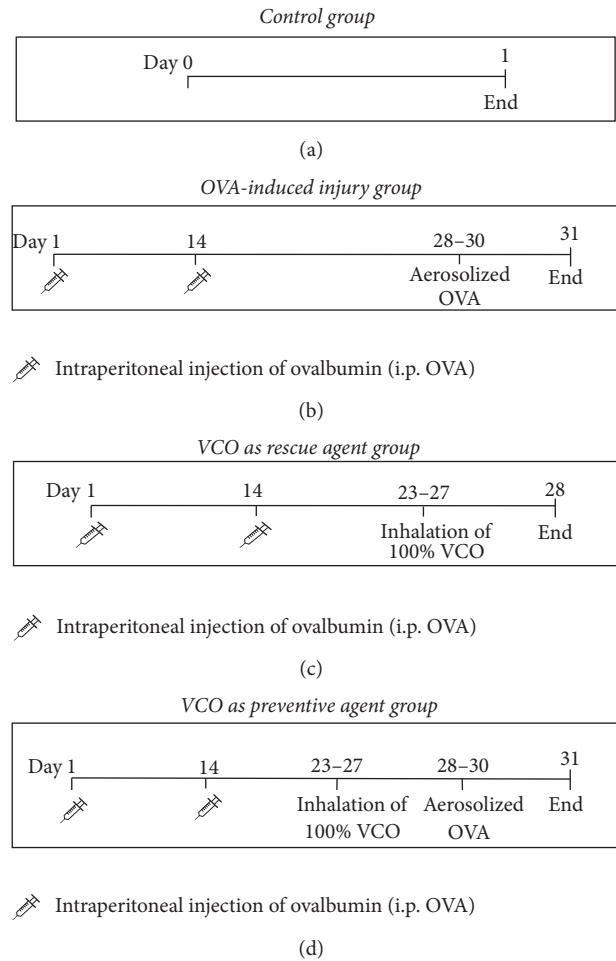 Control group
Day 0 1
End
(a)
OVA-induced injury group
Day 1 14 28–30 31
Aerosolized OVA End
Intraperitoneal injection of ovalbumin (i.p. OVA)
(b)
VCO as rescue agent group
Day 1 14 23–27 28
Inhalation of 100% VCO End
Intraperitoneal injection of ovalbumin (i.p. OVA)
(c)
VCO as preventive agent group
Day 1 14 23–27 28–30 31
Inhalation of Aerosolized End
100% VCO OVA
Intraperitoneal injection of ovalbumin (i.p. OVA)
(d)